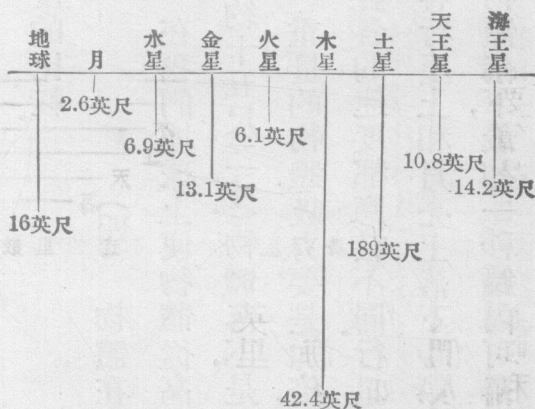 地球
月
水星
金星
火星
木星
土星
天王星
海王星
2.6英尺
6.9英尺
6.1英尺
10.8英尺
13.1英尺
14.2英尺
16英尺
189英尺
42.4英尺